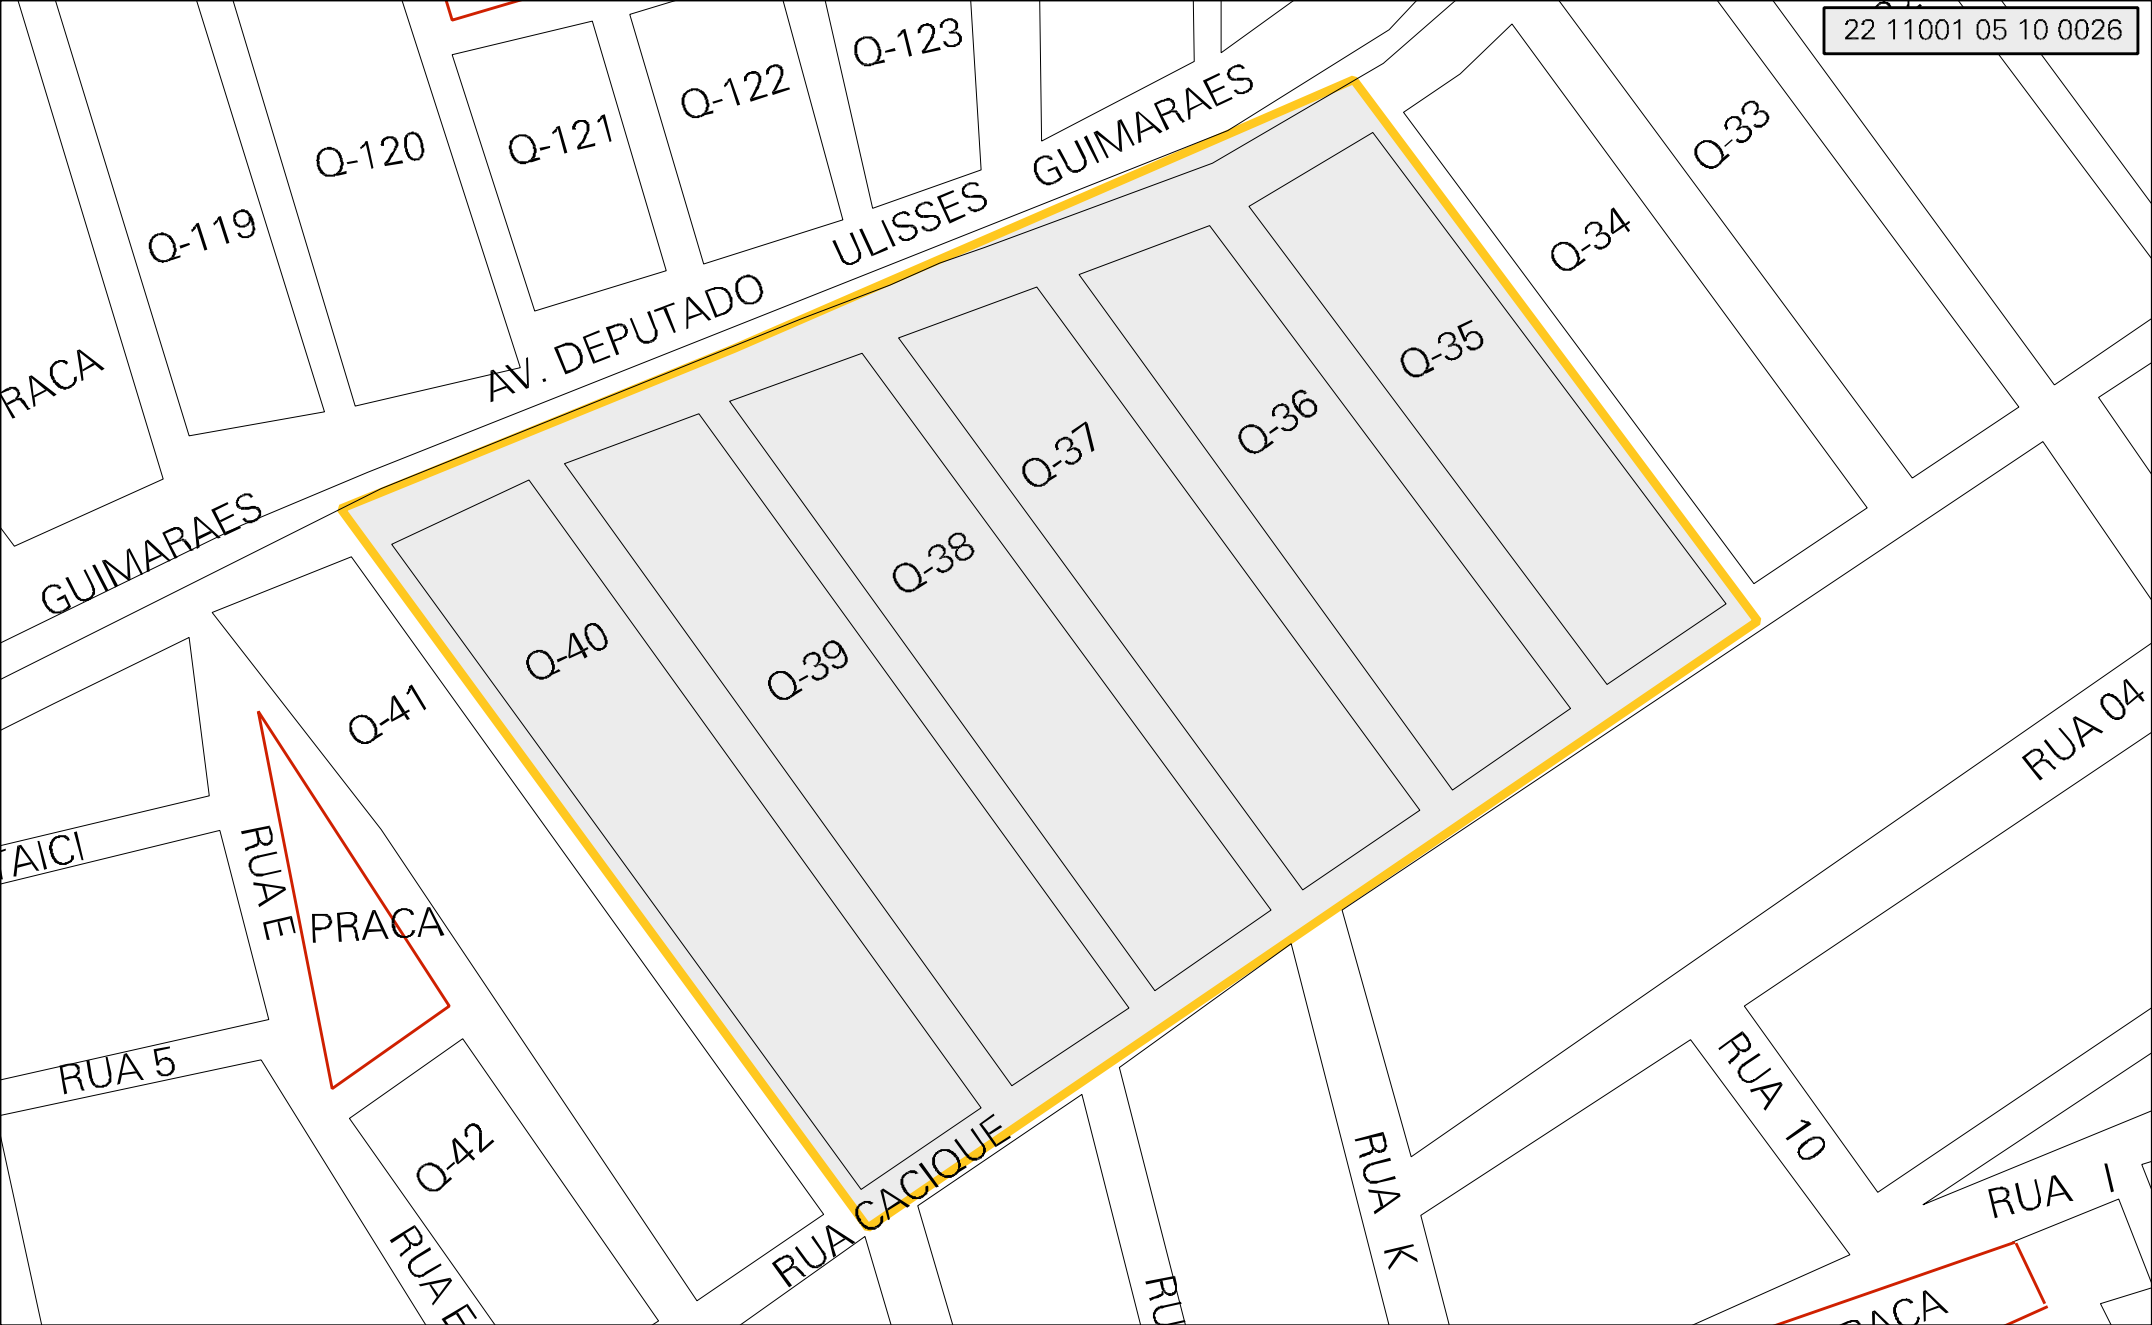 22 11001 05 10 0026
Q-123
Q-122
Q-121
Q-120
Q-119
Q-33
Q-34
AV. DEPUTADO ULISSES GUIMARAES
RACA
GUIMARAES
Q-35
Q-36
Q-37
Q-38
Q-39
Q-40
Q-41
RUA 04
TAICI
RUA E
PRACA
RUA 5
Q-42
RUA CACIQUE
RUA K
RUA 10
RUA I
RUA E
RU
RACA